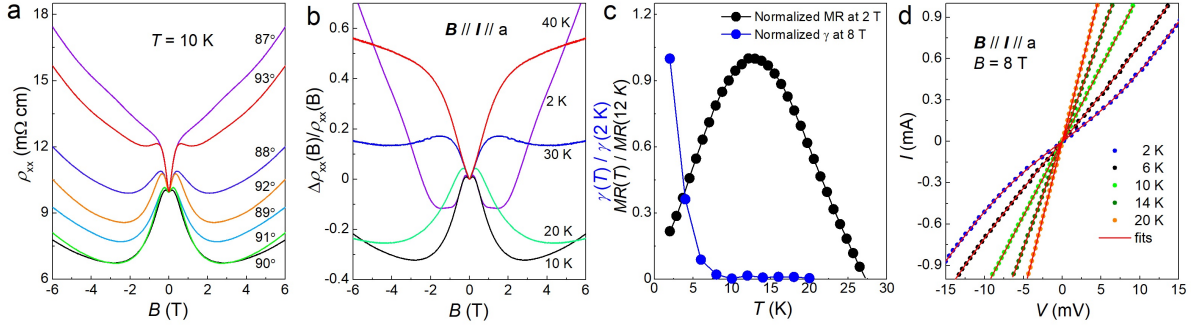 a
T = 10 K
87°
93°
88°
92°
89°
91°
90°
18
15
12
9
6
ρxx (mΩ cm)
-6 -4 -2 0 2 4 6
B (T)
b
B // I // a
40 K
2 K
30 K
20 K
10 K
0.6
0.4
0.2
0
-0.2
-0.4
Δρxx(B)/ρxx(B)
-6 -4 -2 0 2 4 6
B (T)
c
Normalized MR at 2 T
Normalized γ at 8 T
1.2
0.9
0.6
0.3
0
γ(T) / γ(2 K)
MR(T) / MR(12 K)
0 5 10 15 20 25 30
T (K)
d
B // I // a
B = 8 T
2 K
6 K
10 K
14 K
20 K
fits
0.9
0.6
0.3
0.0
-0.3
-0.6
-0.9
I (mA)
-15 -10 -5 0 5 10 15
V (mV)